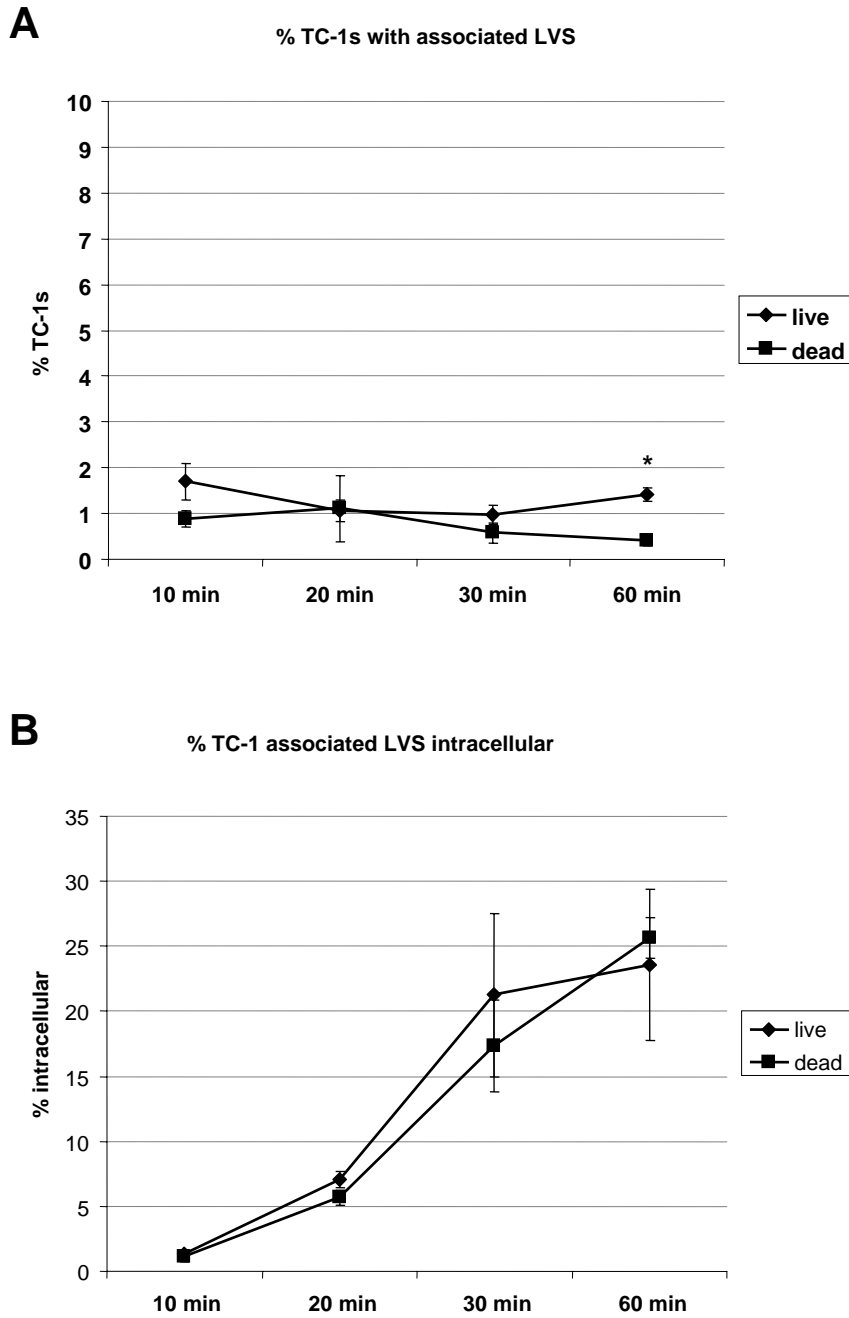 A
% TC-1s with associated LVS
10
9
8
7
6
5
4
3
2
1
0
% TC-1s
*
10 min
20 min
30 min
60 min
live
dead
B
% TC-1 associated LVS intracellular
35
30
25
20
15
10
5
0
% intracellular
10 min
20 min
30 min
60 min
live
dead